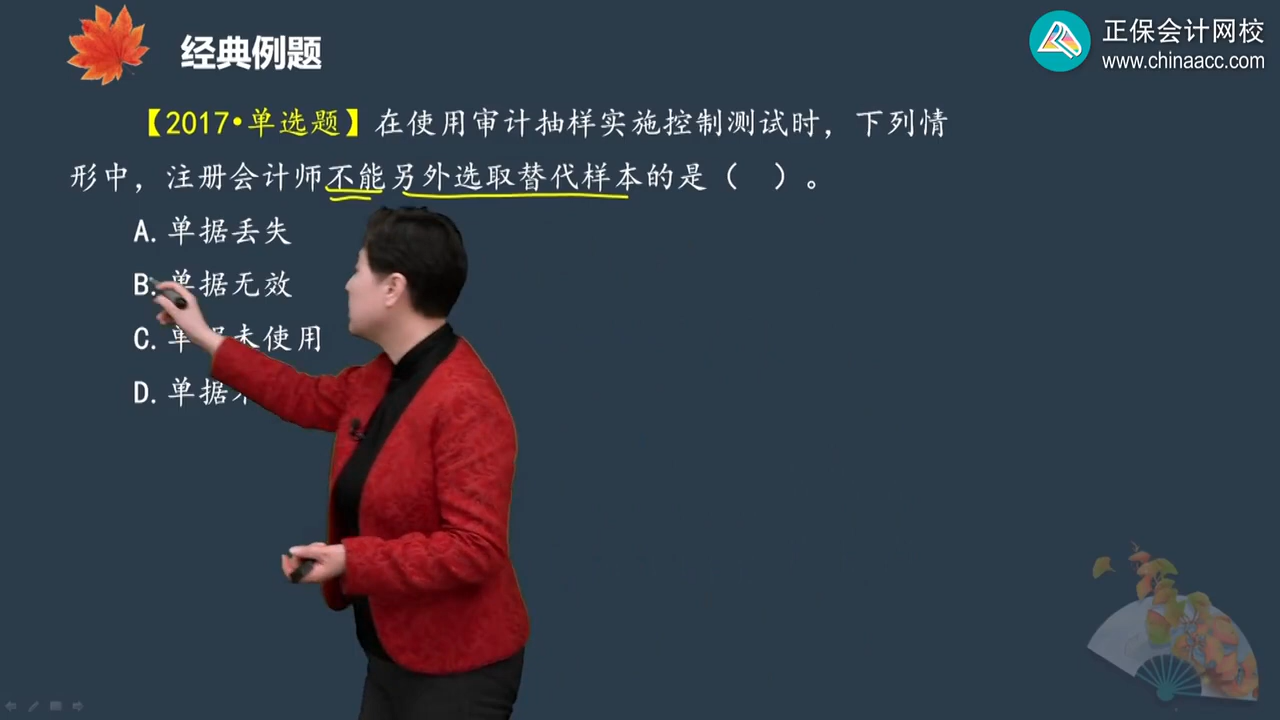 经典例题
正保会计网校
www.chinaacc.com
【2017•单选题】在使用审计抽样实施控制测试时，下列情
形中，注册会计师不能另外选取替代样本的是（　）。
A. 单据丢失
B. 单据无效
C. 单据未使用
D. 单据